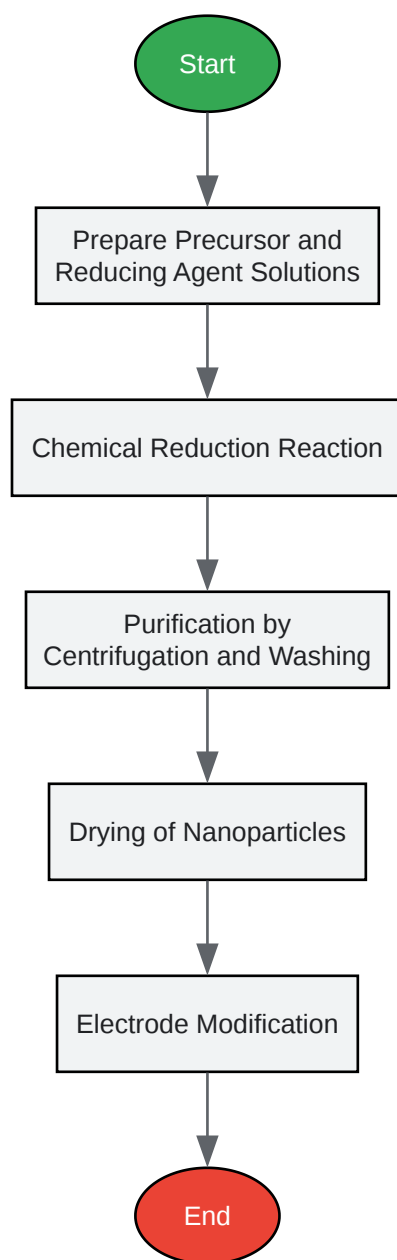 Start
Prepare Precursor and
Reducing Agent Solutions
Chemical Reduction Reaction
Purification by
Centrifugation and Washing
Drying of Nanoparticles
Electrode Modification
End